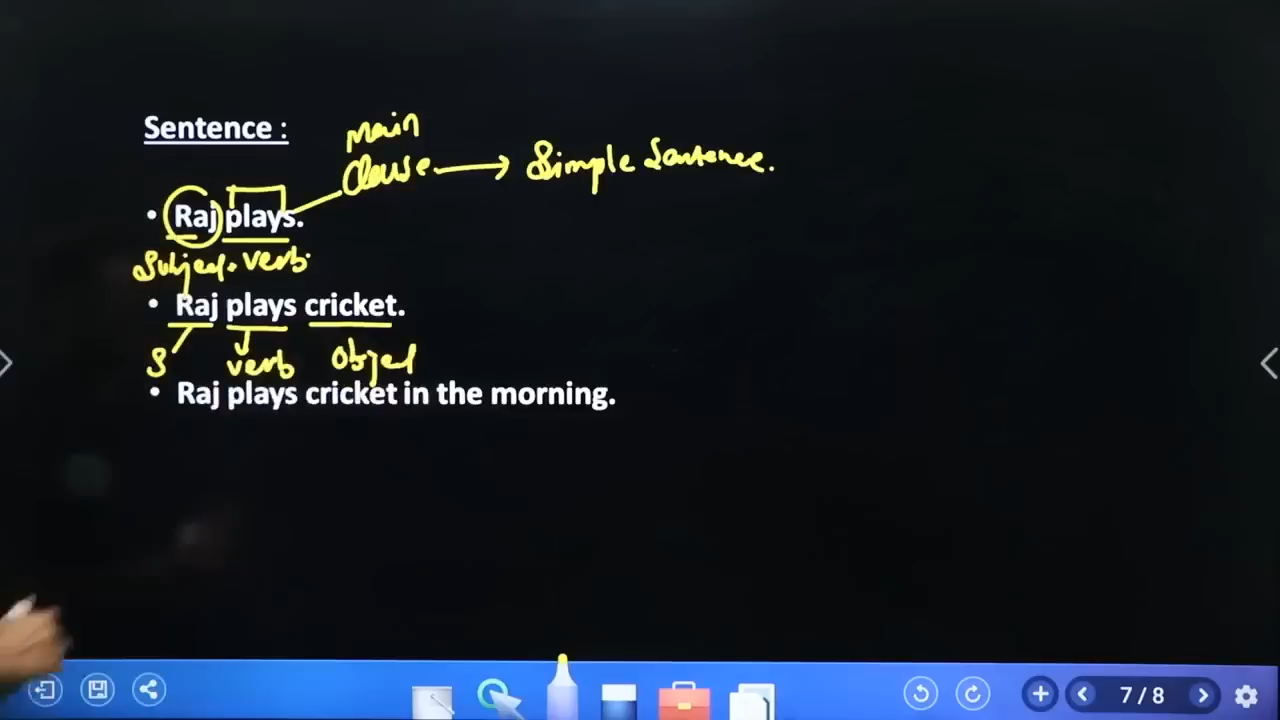 Sentence :
main
clause → Simple Sentence.
• Raj plays.
Subject. verb.
• Raj plays cricket.
S verb object
• Raj plays cricket in the morning.
7 / 8